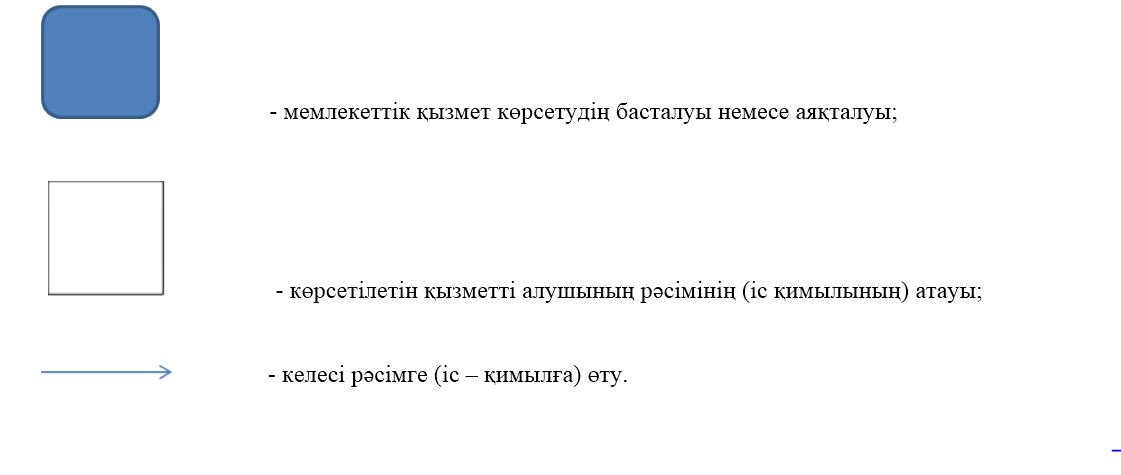 - мемлекеттік қызмет көрсетудің басталуы немесе аяқталуы;
- көрсетілетін қызметті алушының рәсімінің (іс қимылының) атауы;
- келесі рәсімге (іс – қимылға) өту.